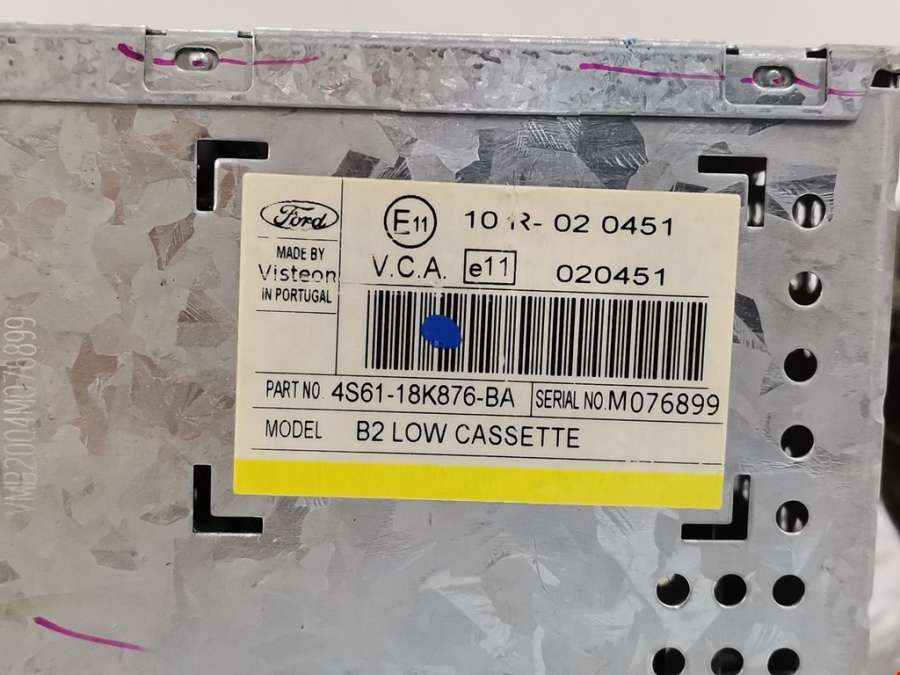 Ford
MADE BY
Visteon
IN PORTUGAL
E11 10 R- 02 0451
V.C.A. e11 020451
PART NO. 4S61-18K876-BA SERIAL NO. M076899
MODEL B2 LOW CASSETTE